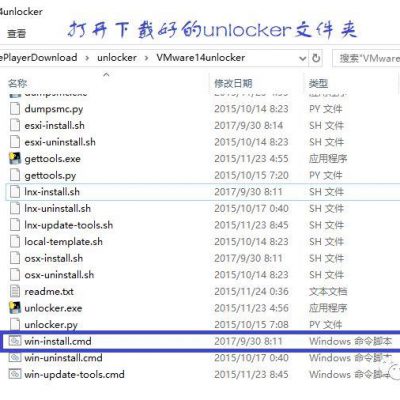 14unlocker
打开下载好的unlocker文件夹
查看
ePlayerDownload › unlocker › VMware14unlocker
搜索"VMware
名称 修改日期 类型
dumpsmc.exe 2015/11/23 4:55 应用程序
dumpsmc.py 2015/10/14 8:23 PY 文件
esxi-install.sh 2017/9/30 8:14 SH 文件
esxi-uninstall.sh 2015/10/14 8:23 SH 文件
gettools.exe 2015/11/23 4:55 应用程序
gettools.py 2015/10/15 7:20 PY 文件
lnx-install.sh 2017/9/30 8:11 SH 文件
lnx-uninstall.sh 2015/10/17 0:40 SH 文件
lnx-update-tools.sh 2015/11/23 8:45 SH 文件
local-template.sh 2015/10/14 8:23 SH 文件
osx-install.sh 2017/9/30 8:11 SH 文件
osx-uninstall.sh 2015/10/14 8:23 SH 文件
readme.txt 2015/11/24 0:36 文本文档
unlocker.exe 2015/11/23 4:56 应用程序
unlocker.py 2015/10/15 7:08 PY 文件
win-install.cmd 2017/9/30 8:11 Windows 命令脚本
win-uninstall.cmd 2015/10/17 0:40 Windows 命令脚本
win-update-tools.cmd 2015/11/23 8:45 Windows 命令脚本